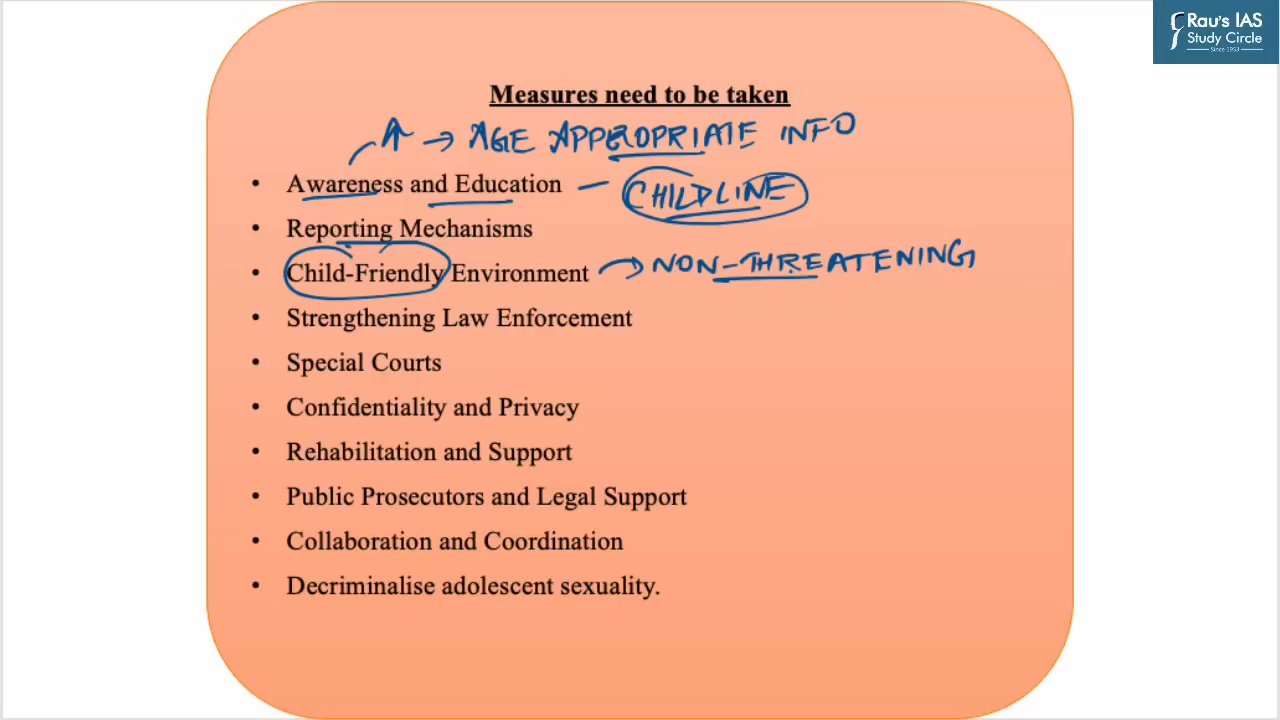 Rau's IAS
Study Circle
Since 1953
Measures need to be taken
↑ → AGE APPROPRIATE INFO
• Awareness and Education — CHILDLINE
• Reporting Mechanisms
• Child-Friendly Environment → NON-THREATENING
• Strengthening Law Enforcement
• Special Courts
• Confidentiality and Privacy
• Rehabilitation and Support
• Public Prosecutors and Legal Support
• Collaboration and Coordination
• Decriminalise adolescent sexuality.